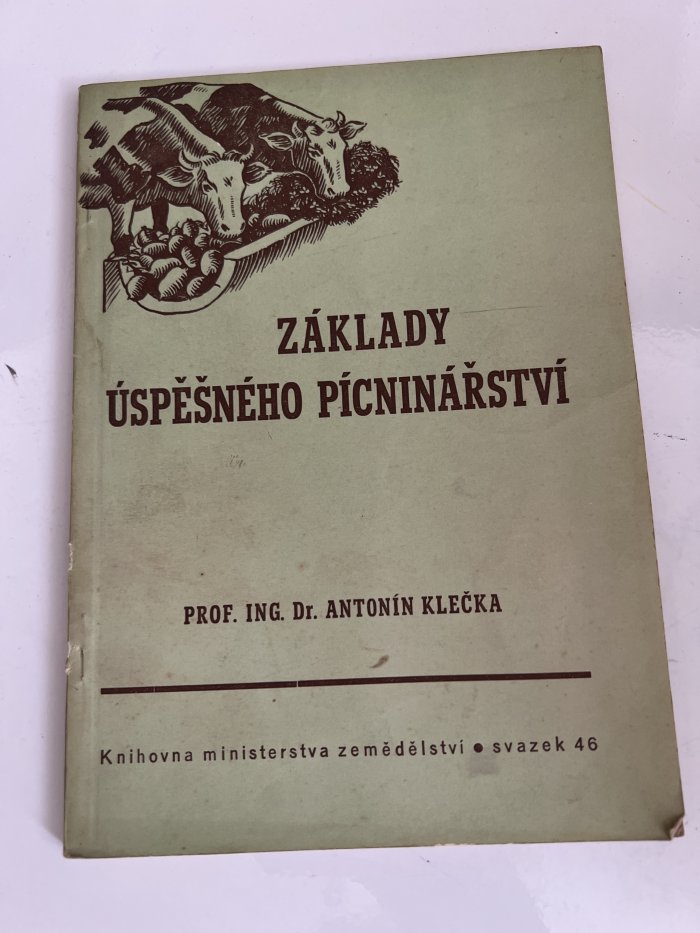 ZÁKLADY
ÚSPĚŠNÉHO PÍCNINÁŘSTVÍ
PROF. ING. Dr. ANTONÍN KLEČKA
Knihovna ministerstva zemědělství ● svazek 46